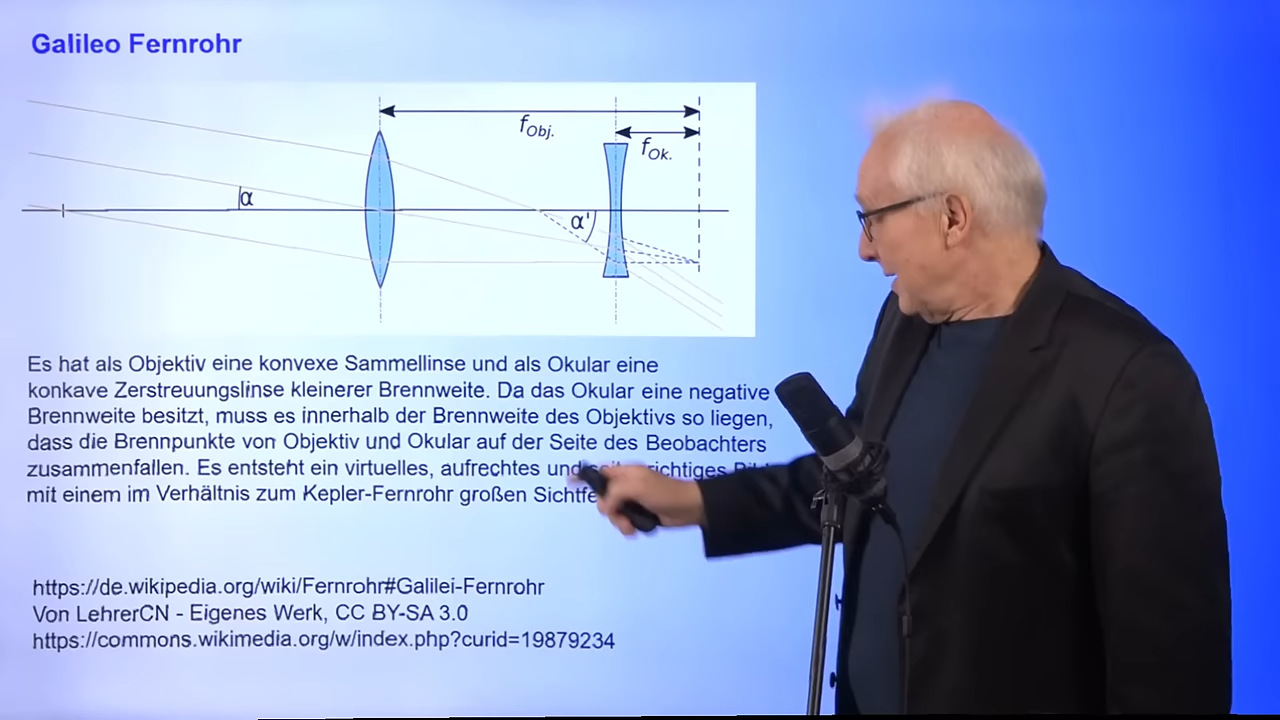 Galileo Fernrohr
fObj.
fOk.
α
α'
Es hat als Objektiv eine konvexe Sammellinse und als Okular eine
konkave Zerstreuungslinse kleinerer Brennweite. Da das Okular eine negative
Brennweite besitzt, muss es innerhalb der Brennweite des Objektivs so liegen,
dass die Brennpunkte von Objektiv und Okular auf der Seite des Beobachters
zusammenfallen. Es entsteht ein virtuelles, aufrechtes und
mit einem im Verhältnis zum Kepler-Fernrohr großen
https://de.wikipedia.org/wiki/Fernrohr#Galilei-Fernrohr
Von LehrerCN - Eigenes Werk, CC BY-SA 3.0
https://commons.wikimedia.org/w/index.php?curid=19879234